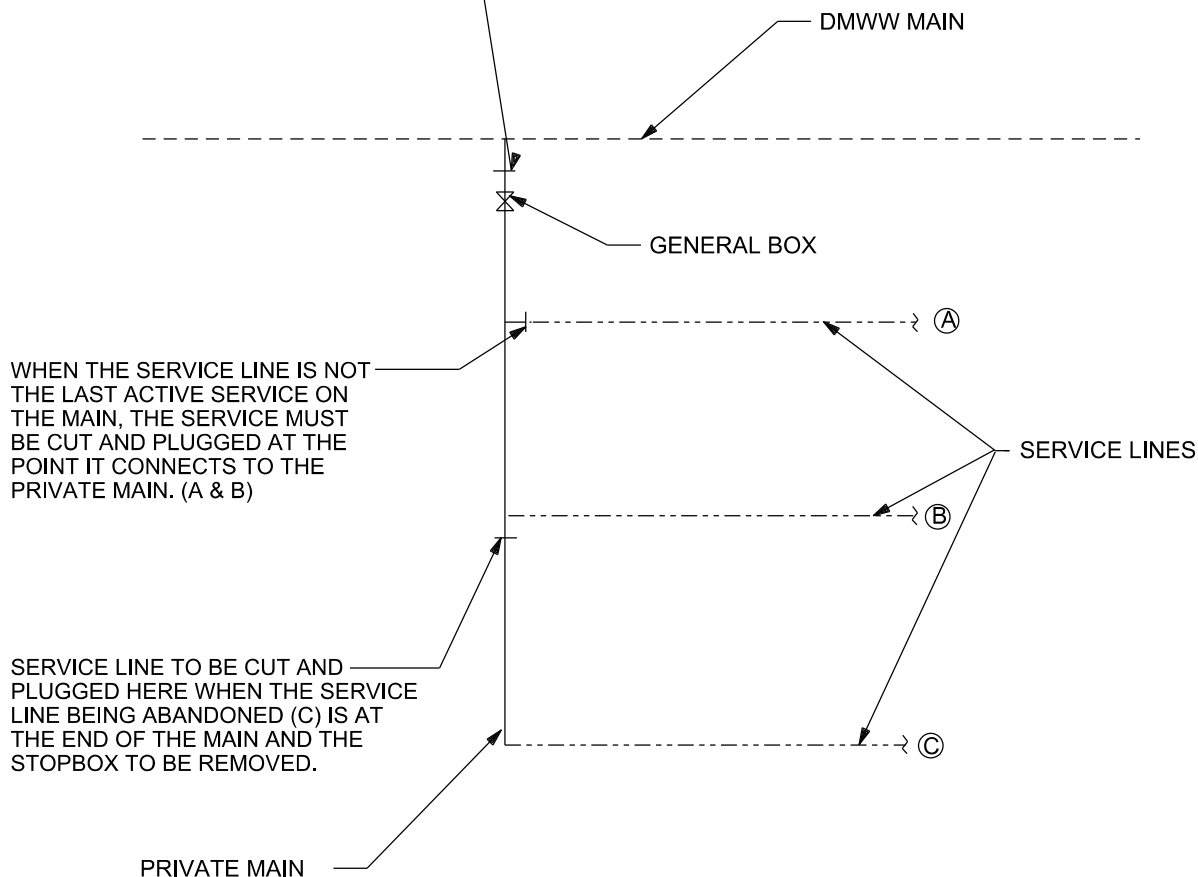 DMWW MAIN
GENERAL BOX
A
WHEN THE SERVICE LINE IS NOT
THE LAST ACTIVE SERVICE ON
THE MAIN, THE SERVICE MUST
BE CUT AND PLUGGED AT THE
POINT IT CONNECTS TO THE
PRIVATE MAIN. (A & B)
SERVICE LINES
B
SERVICE LINE TO BE CUT AND
PLUGGED HERE WHEN THE SERVICE
LINE BEING ABANDONED (C) IS AT
THE END OF THE MAIN AND THE
STOPBOX TO BE REMOVED.
C
PRIVATE MAIN